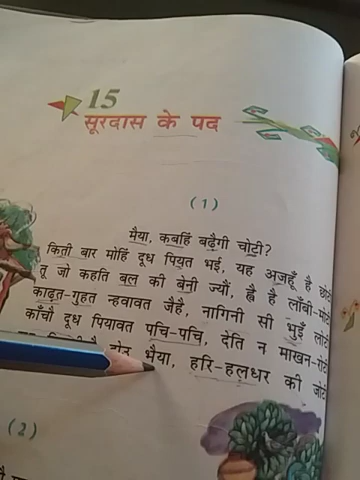 15
सूरदास के पद
(1)
मैया, कबहिं बढ़ैगी चोटी?
किती बार मोहिं दूध पियत भई, यह अजहूँ है
तू जो कहति बल की बेनी ज्यौं, ह्वै है लाँबी-मोटी
काढ़त-गुहत न्हवावत जैहै, नागिनी सी भुइँ लोटी
काँचौ दूध पियावत पचि-पचि, देति न माखन-रोटी
भैया, हरि-हलधर की जोटी
(2)